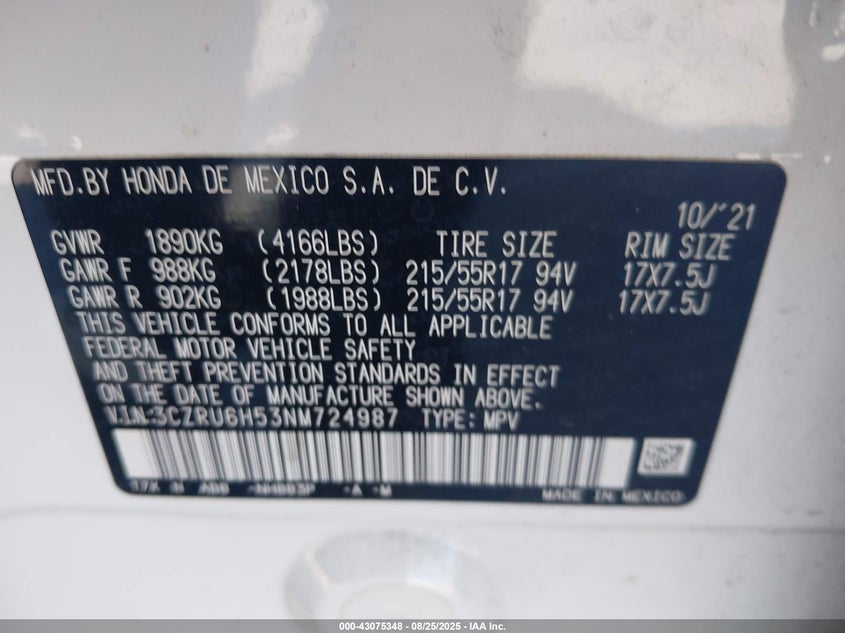 MFD.BY HONDA DE MEXICO S.A. DE C.V.
10/'21
GVWR 1890KG (4166LBS) TIRE SIZE RIM SIZE
GAWR F 988KG (2178LBS) 215/55R17 94V 17X7.5J
GAWR R 902KG (1988LBS) 215/55R17 94V 17X7.5J
THIS VEHICLE CONFORMS TO ALL APPLICABLE
FEDERAL MOTOR VEHICLE SAFETY
AND THEFT PREVENTION STANDARDS IN EFFECT
ON THE DATE OF MANUFACTURE SHOWN ABOVE.
V.I.N.:3CZRU6H53NM724987 TYPE: MPV
-A -M
MADE IN MEXICO
000-43075348 - 08/25/2025 - IAA Inc.